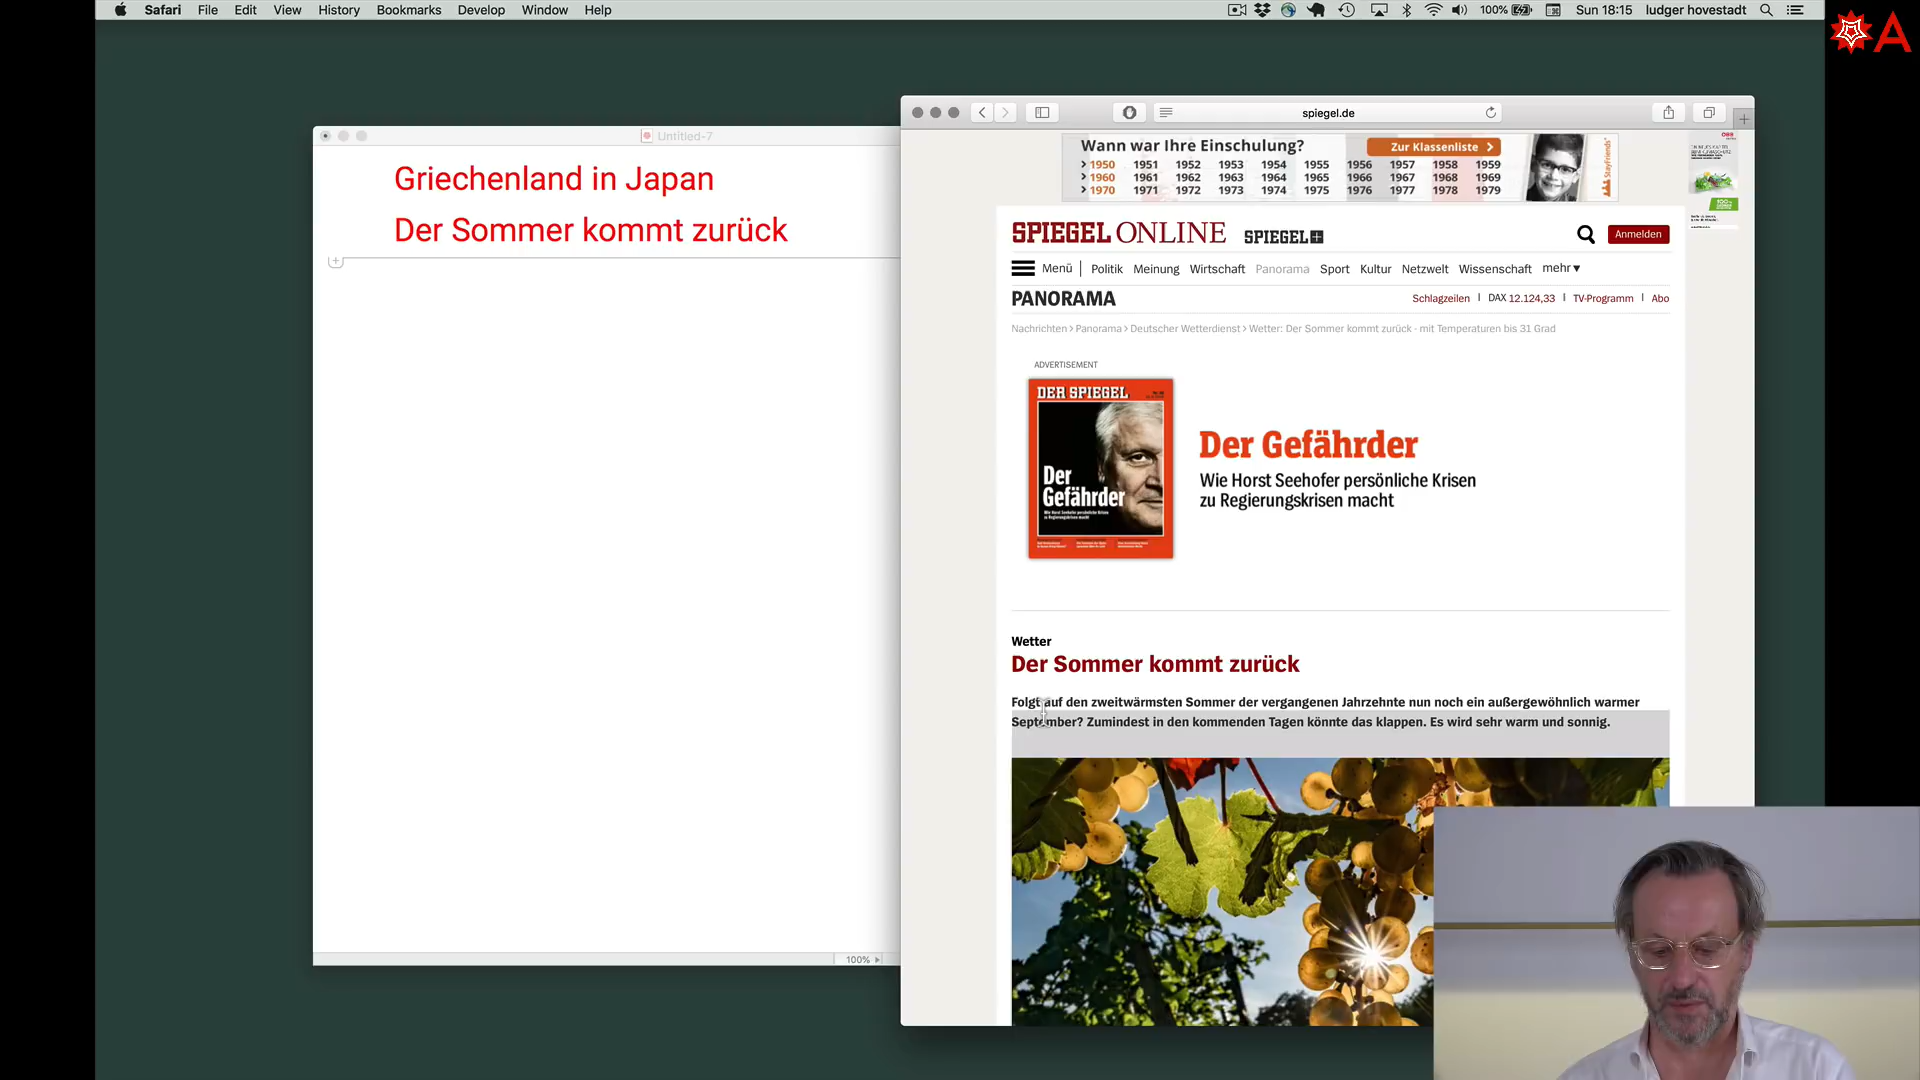 Safari File Edit View History Bookmarks Develop Window Help
100% Sun 18:15 ludger hovestadt
A
Untitled-7
Griechenland in Japan
Der Sommer kommt zurück
100%
spiegel.de
Wann war Ihre Einschulung?
Zur Klassenliste
1950 1951 1952 1953 1954 1955 1956 1957 1958 1959
1960 1961 1962 1963 1964 1965 1966 1967 1968 1969
1970 1971 1972 1973 1974 1975 1976 1977 1978 1979
StayFriends
SPIEGEL ONLINE SPIEGEL+
Anmelden
Menü Politik Meinung Wirtschaft Panorama Sport Kultur Netzwelt Wissenschaft mehr
PANORAMA
Schlagzeilen | DAX 12.124,33 | TV-Programm | Abo
Nachrichten > Panorama > Deutscher Wetterdienst > Wetter: Der Sommer kommt zurück - mit Temperaturen bis 31 Grad
ADVERTISEMENT
DER SPIEGEL
Der
Gefährder
Der Gefährder
Wie Horst Seehofer persönliche Krisen
zu Regierungskrisen macht
Wetter
Der Sommer kommt zurück
Folgt auf den zweitwärmsten Sommer der vergangenen Jahrzehnte nun noch ein außergewöhnlich warmer
September? Zumindest in den kommenden Tagen könnte das klappen. Es wird sehr warm und sonnig.